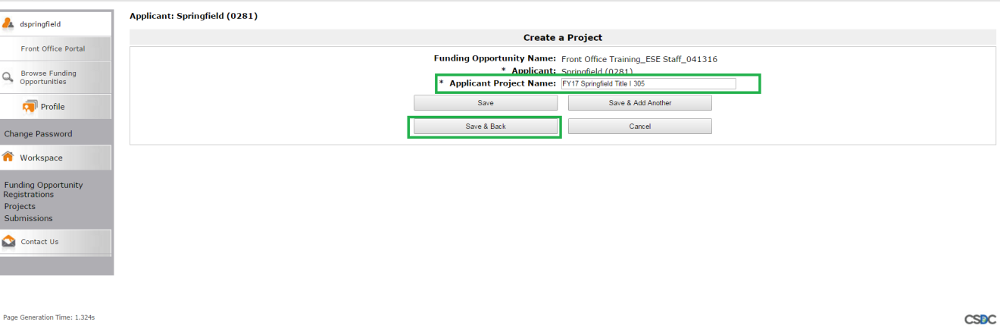 Applicant: Springfield (0281)
dspringfield
Front Office Portal
Browse Funding
Opportunities
Profile
Change Password
Workspace
Funding Opportunity
Registrations
Projects
Submissions
Contact Us
Create a Project
Funding Opportunity Name: Front Office Training_ESE Staff_041316
* Applicant: Springfield (0281)
* Applicant Project Name: FY17 Springfield Title I 305
Save Save & Add Another
Save & Back Cancel
Page Generation Time: 1.324s
CSDC